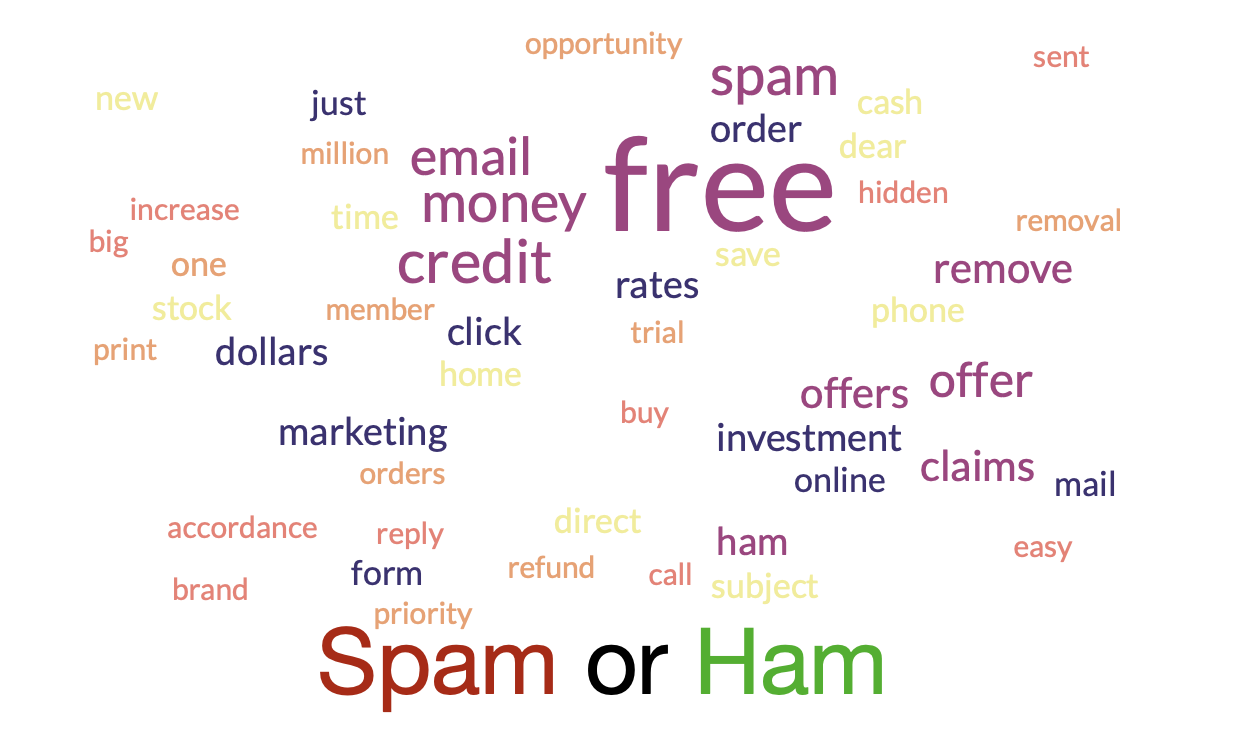 opportunity
sent
spam
new
just
cash
order
dear
million
email
free
money
hidden
increase
time
removal
big
save
one
credit
remove
rates
stock
member
phone
click
trial
print
dollars
home
offer
offers
buy
marketing
investment
orders
claims
online
mail
direct
accordance
reply
ham
easy
form
refund
call
brand
subject
priority
Spam or Ham